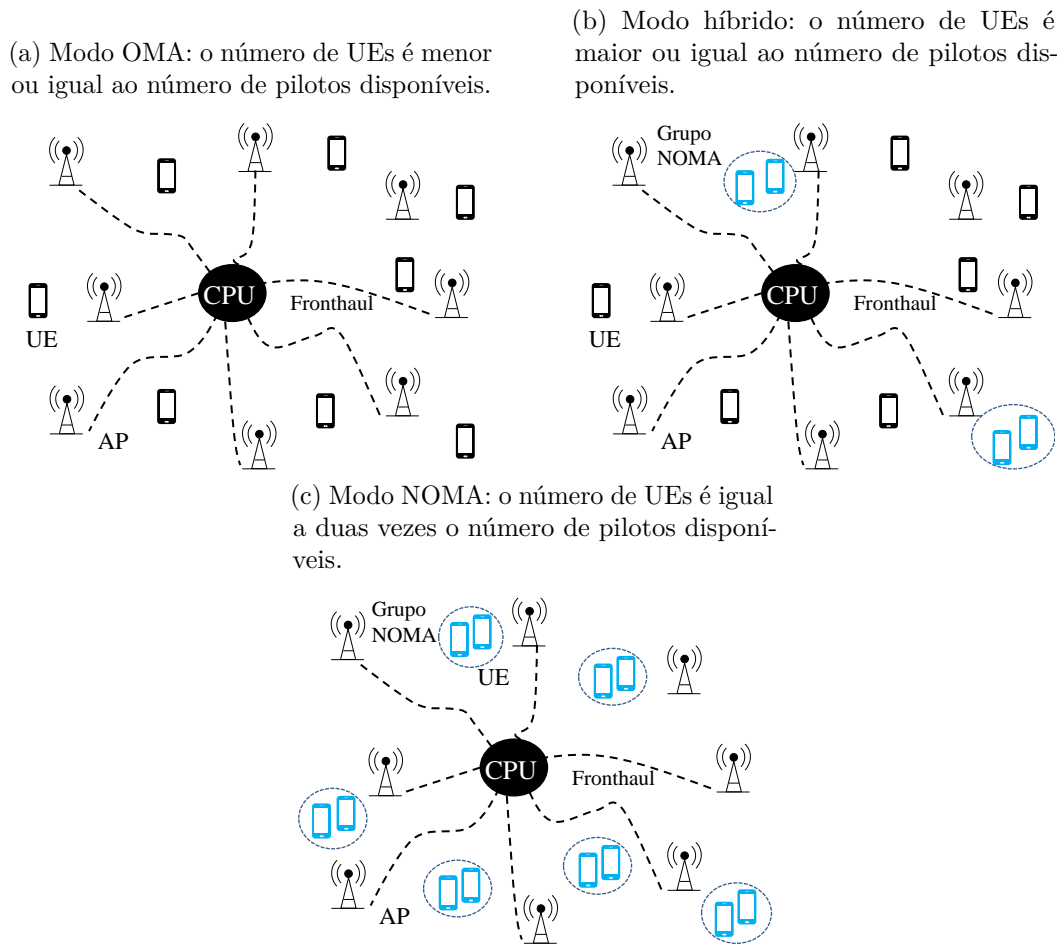 (a) Modo OMA: o número de UEs é menor
ou igual ao número de pilotos disponíveis.
CPU
Fronthaul
UE
AP
(b) Modo híbrido: o número de UEs é
maior ou igual ao número de pilotos dis-
poníveis.
Grupo
NOMA
CPU
Fronthaul
UE
AP
(c) Modo NOMA: o número de UEs é igual
a duas vezes o número de pilotos disponí-
veis.
Grupo
NOMA
UE
CPU
Fronthaul
AP